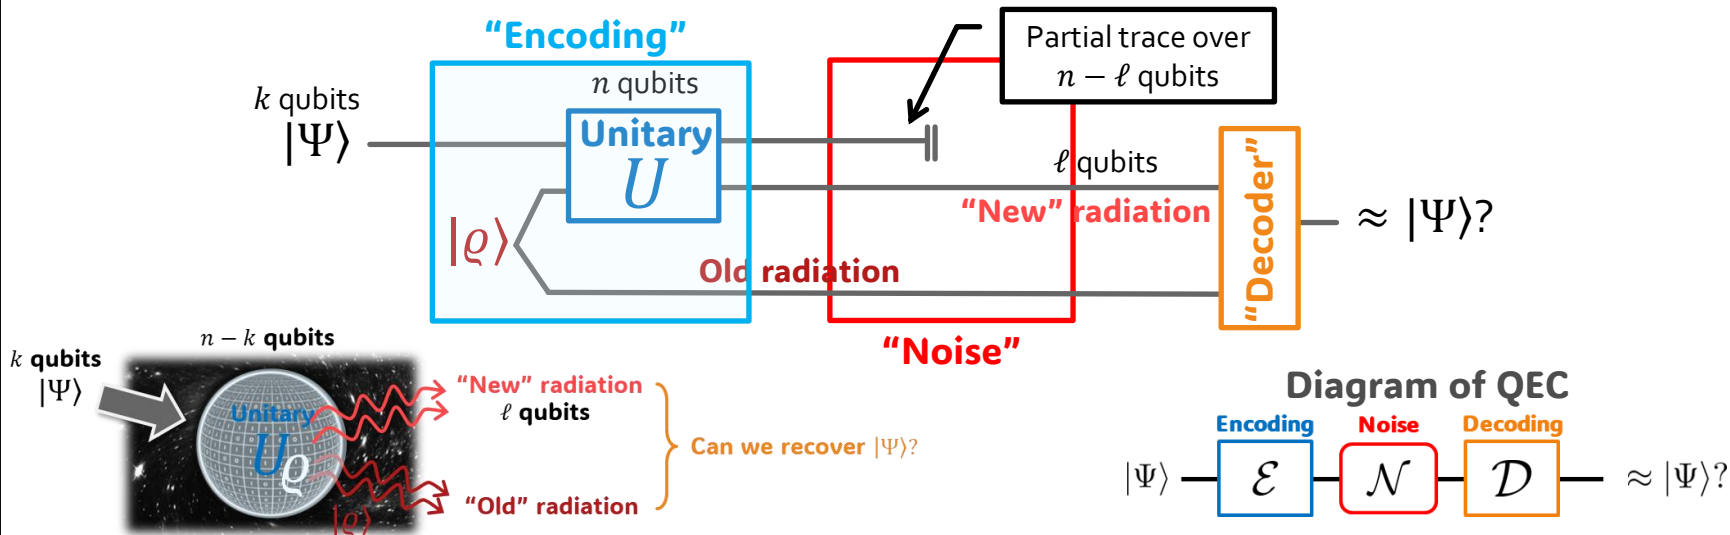 “Encoding”
Partial trace over
n − ℓ qubits
n qubits
k qubits
|Ψ⟩
Unitary
U
ℓ qubits
“New” radiation
“Decoder”
≈ |Ψ⟩?
|ϱ⟩
Old radiation
“Noise”
n − k qubits
k qubits
|Ψ⟩
Unitary
U
ϱ
“New” radiation
ℓ qubits
Can we recover |Ψ⟩?
“Old” radiation
|ϱ⟩
Diagram of QEC
Encoding
Noise
Decoding
|Ψ⟩
ℰ
𝒩
𝒟
≈ |Ψ⟩?